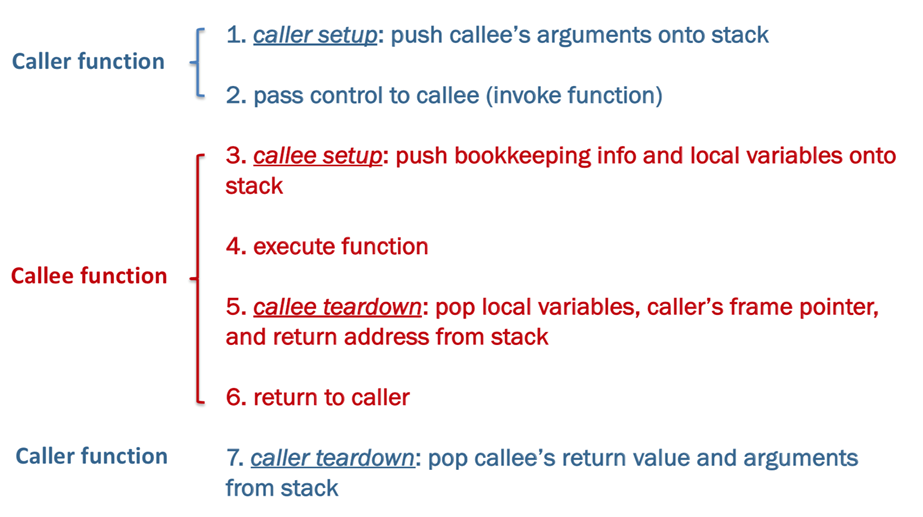 Caller function
1. caller setup: push callee's arguments onto stack
2. pass control to callee (invoke function)
Callee function
3. callee setup: push bookkeeping info and local variables onto
stack
4. execute function
5. callee teardown: pop local variables, caller's frame pointer,
and return address from stack
6. return to caller
Caller function
7. caller teardown: pop callee's return value and arguments
from stack